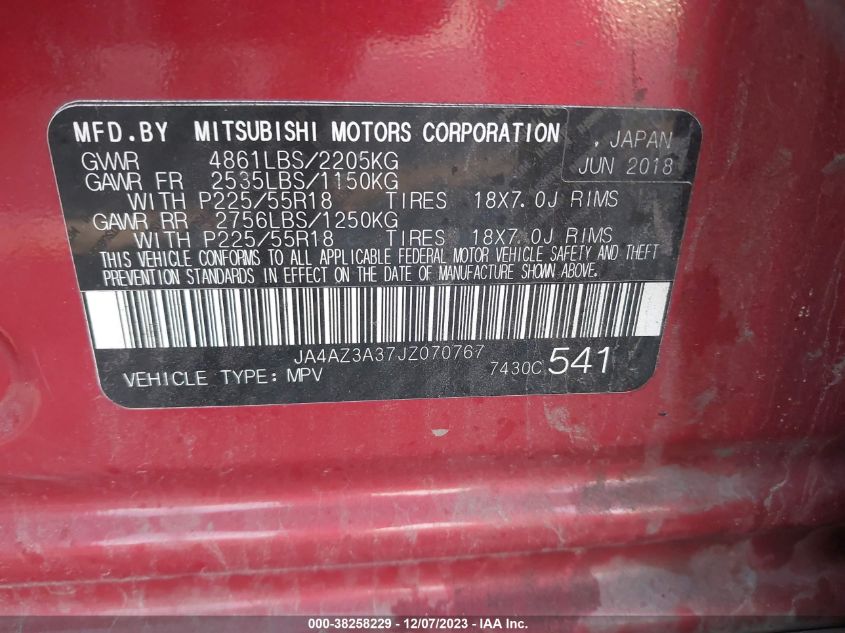 MFD.BY MITSUBISHI MOTORS CORPORATION , JAPAN
GVWR 4861LBS/2205KG JUN 2018
GAWR FR 2535LBS/1150KG
WITH P225/55R18 TIRES 18X7.0J RIMS
GAWR RR 2756LBS/1250KG
WITH P225/55R18 TIRES 18X7.0J RIMS
THIS VEHICLE CONFORMS TO ALL APPLICABLE FEDERAL MOTOR VEHICLE SAFETY AND THEFT
PREVENTION STANDARDS IN EFFECT ON THE DATE OF MANUFACTURE SHOWN ABOVE.
JA4AZ3A37JZ070767
VEHICLE TYPE: MPV 7430C 541
000-38258229 - 12/07/2023 - IAA Inc.